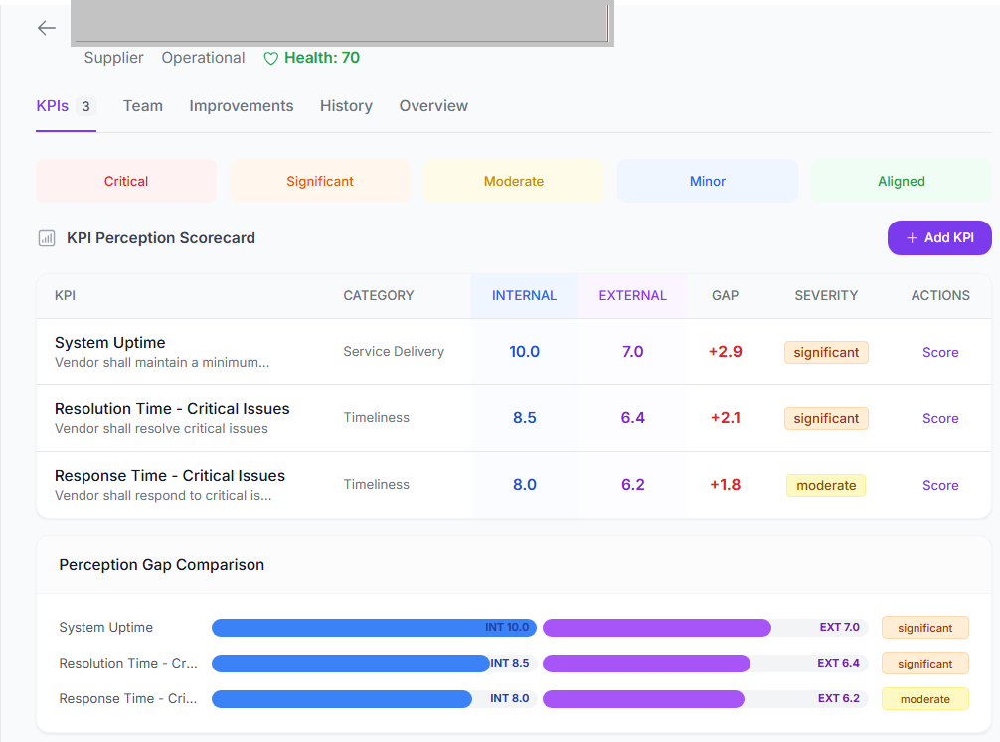 Supplier Operational Health: 70
KPIs 3 Team Improvements History Overview
Critical Significant Moderate Minor Aligned
KPI Perception Scorecard + Add KPI
KPI CATEGORY INTERNAL EXTERNAL GAP SEVERITY ACTIONS
System Uptime
Vendor shall maintain a minimum...
Service Delivery 10.0 7.0 +2.9 significant Score
Resolution Time - Critical Issues
Vendor shall resolve critical issues
Timeliness 8.5 6.4 +2.1 significant Score
Response Time - Critical Issues
Vendor shall respond to critical is...
Timeliness 8.0 6.2 +1.8 moderate Score
Perception Gap Comparison
System Uptime INT 10.0 EXT 7.0 significant
Resolution Time - Cr... INT 8.5 EXT 6.4 significant
Response Time - Cri... INT 8.0 EXT 6.2 moderate